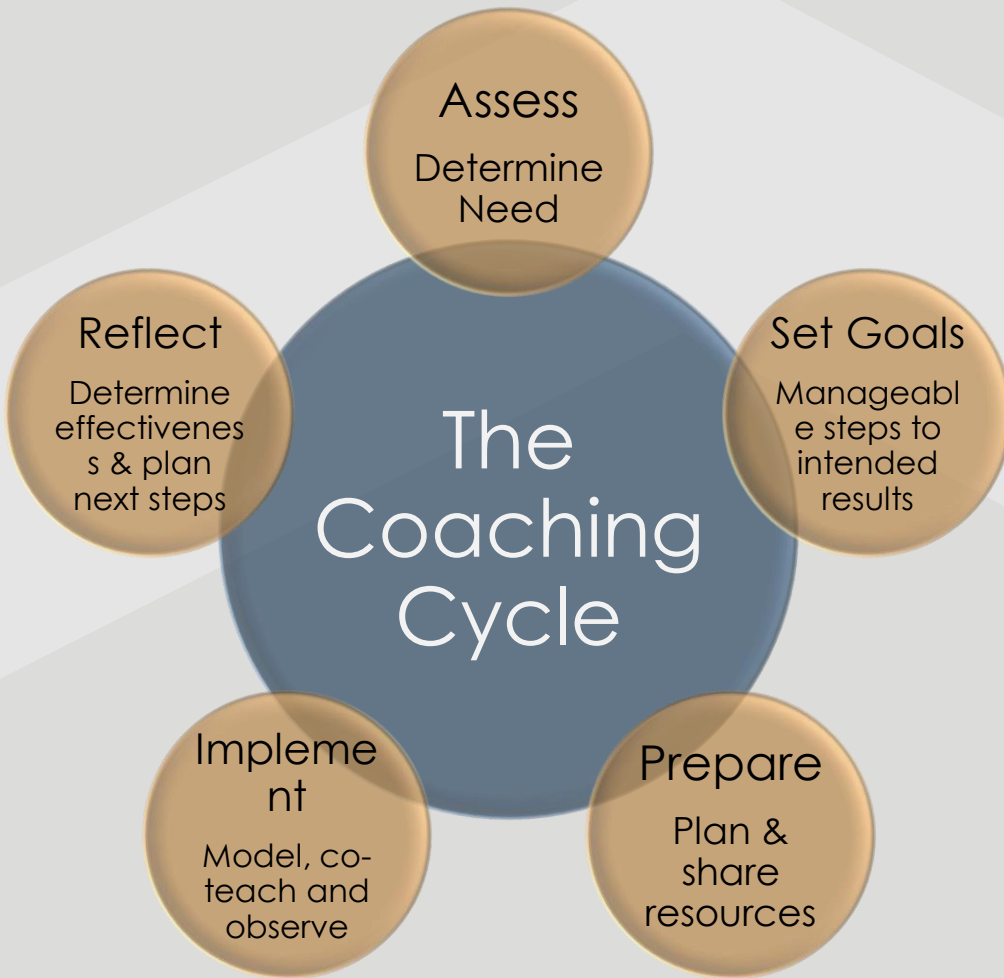 Assess
Determine
Need
Set Goals
Manageabl
e steps to
intended
results
Prepare
Plan &
share
resources
Impleme
nt
Model, co-
teach and
observe
Reflect
Determine
effectivenes
s & plan
next steps
The
Coaching
Cycle